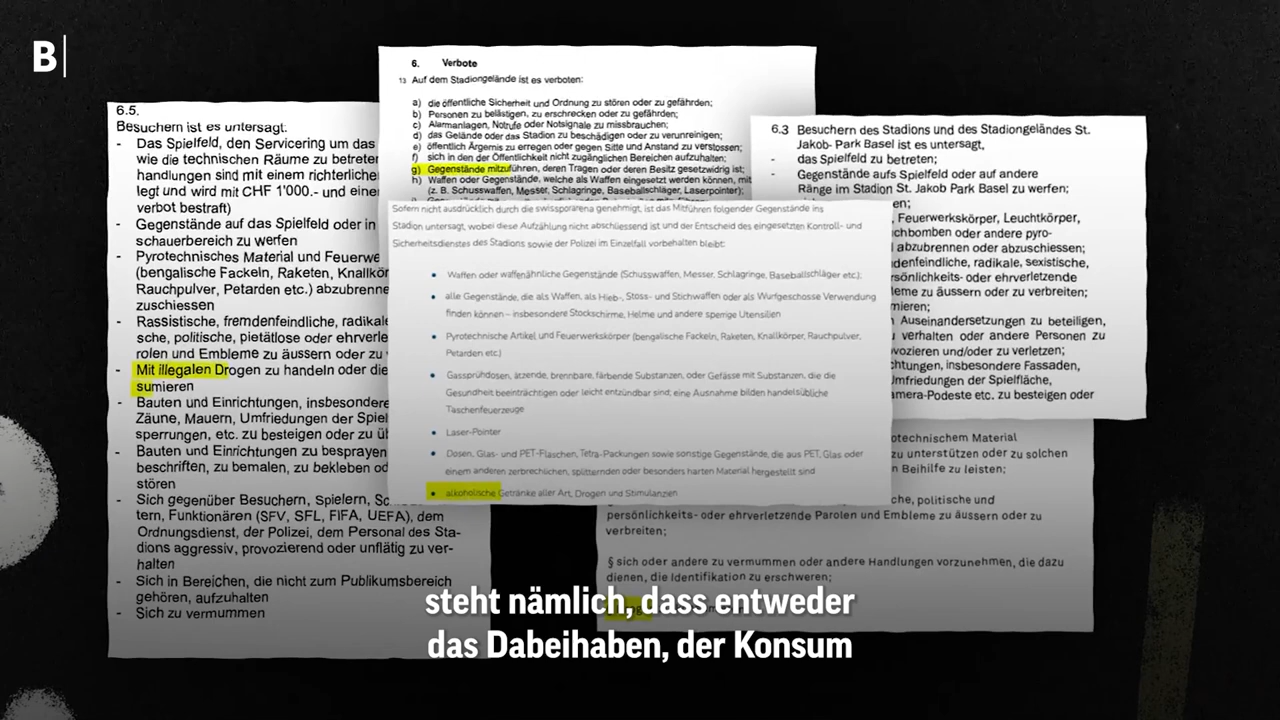 B
6.5.
Besuchern ist es untersagt:
- Das Spielfeld, den Servicering um das
wie die technischen Räume zu betreten
handlungen sind mit einem richterlichen
legt und wird mit CHF 1'000.- und einem
verbot bestraft)
- Gegenstände auf das Spielfeld oder in
schauerbereich zu werfen
- Pyrotechnisches Material und Feuerwe
(bengalische Fackeln, Raketen, Knallkör
Rauchpulver, Petarden etc.) abzubrenne
zuschiessen
- Rassistische, fremdenfeindliche, radikale
sche, politische, pietätlose oder ehrverle
rolen und Embleme zu äussern oder zu
- Mit illegalen Drogen zu handeln oder die
sumieren
- Bauten und Einrichtungen, insbesondere
Zäune, Mauern, Umfriedungen der Spiel
sperrungen, etc. zu besteigen oder zu üb
- Bauten und Einrichtungen zu besprayen
beschriften, zu bemalen, zu bekleben od
stören
- Sich gegenüber Besuchern, Spielern, Sc
tern, Funktionären (SFV, SFL, FIFA, UEFA), dem
Ordnungsdienst, der Polizei, dem Personal des Sta-
dions aggressiv, provozierend oder unflätig zu ver-
halten
- Sich in Bereichen, die nicht zum Publikumsbereich
gehören, aufzuhalten
- Sich zu vermummen
6. Verbote
13 Auf dem Stadiongelände ist es verboten:
a) die öffentliche Sicherheit und Ordnung zu stören oder zu gefährden;
b) Personen zu belästigen, zu erschrecken oder zu gefährden;
c) Alarmanlagen, Notrufe oder Notsignale zu missbrauchen;
d) das Gelände oder das Stadion zu beschädigen oder zu verunreinigen;
e) öffentlich Ärgernis zu erregen oder gegen Sitte und Anstand zu verstossen;
f) sich in den der Öffentlichkeit nicht zugänglichen Bereichen aufzuhalten;
g) Gegenstände mitzuführen, deren Tragen oder deren Besitz gesetzwidrig ist;
h) Waffen oder Gegenstände, welche als Waffen eingesetzt werden können, mit
(z. B. Schusswaffen, Messer, Schlagringe, Baseballschläger, Laserpointer);
Sofern nicht ausdrücklich durch die swissporarena genehmigt, ist das Mitführen folgender Gegenstände ins
Stadion untersagt, wobei diese Aufzählung nicht abschliessend ist und der Entscheid des eingesetzten Kontroll- und
Sicherheitsdienstes des Stadions sowie der Polizei im Einzelfall vorbehalten bleibt:
• Waffen oder waffenähnliche Gegenstände (Schusswaffen, Messer, Schlagringe, Baseballschläger etc.);
• alle Gegenstände, die als Waffen, als Hieb-, Stoss- und Stichwaffen oder als Wurfgeschosse Verwendung
finden können – insbesondere Stockschirme, Helme und andere sperrige Utensilien
• Pyrotechnische Artikel und Feuerwerkskörper (bengalische Fackeln, Raketen, Knallkörper, Rauchpulver,
Petarden etc.)
• Gassprühdosen, ätzende, brennbare, färbende Substanzen, oder Gefässe mit Substanzen, die die
Gesundheit beeinträchtigen oder leicht entzündbar sind; eine Ausnahme bilden handelsübliche
Taschenfeuerzeuge
• Laser-Pointer
• Dosen, Glas- und PET-Flaschen, Tetra-Packungen sowie sonstige Gegenstände, die aus PET, Glas oder
einem anderen zerbrechlichen, splitternden oder besonders harten Material hergestellt sind
• alkoholische Getränke aller Art, Drogen und Stimulanzien
6.3 Besuchern des Stadions und des Stadiongeländes St.
Jakob- Park Basel ist es untersagt,
- das Spielfeld zu betreten;
- Gegenstände aufs Spielfeld oder auf andere
Ränge im Stadion St. Jakob Park Basel zu werfen;
en;
, Feuerwerkskörper, Leuchtkörper,
chbomben oder andere pyro-
l abzubrennen oder abzuschiessen;
denfeindliche, radikale, sexistische,
rsönlichkeits- oder ehrverletzende
leme zu äussern oder zu verbreiten;
mieren;
n Auseinandersetzungen zu beteiligen,
verhalten oder andere Personen zu
vozieren und/oder zu verletzen;
chtungen, insbesondere Fassaden,
Umfriedungen der Spielfläche,
amera-Podeste etc. zu besteigen oder
otechnischem Material
zu unterstützen oder zu solchen
n Beihilfe zu leisten;
che, politische und
persönlichkeits- oder ehrverletzende Parolen und Embleme zu äussern oder zu
verbreiten;
§ sich oder andere zu vermummen oder andere Handlungen vorzunehmen, die dazu
dienen, die Identifikation zu erschweren;
steht nämlich, dass entweder
das Dabeihaben, der Konsum